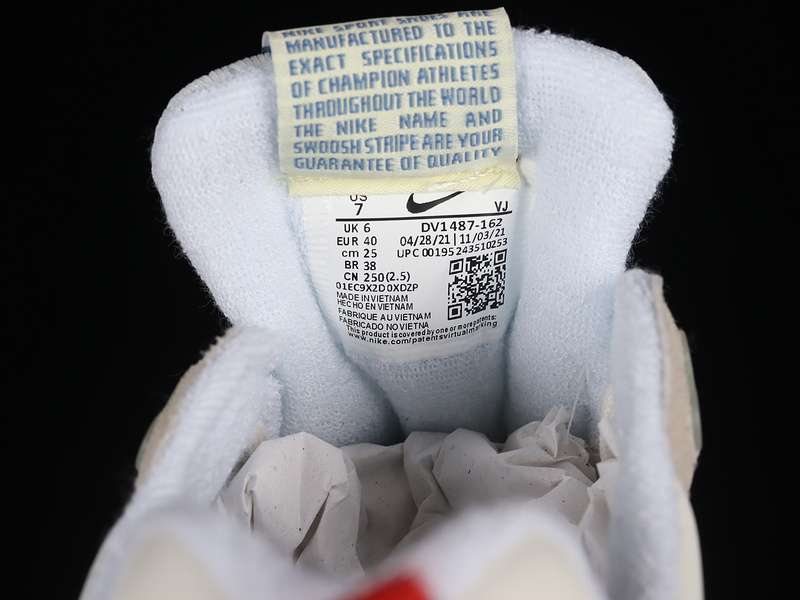 NIKE SPORT SHOES ARE
MANUFACTURED TO THE
EXACT SPECIFICATIONS
OF CHAMPION ATHLETES
THROUGHOUT THE WORLD
THE NIKE NAME AND
SWOOSH STRIPE ARE YOUR
GUARANTEE OF QUALITY
US
7 VJ
UK 6 DV1487-162
EUR 40 04/28/21 | 11/03/21
cm 25 UPC 00195243510253
BR 38
CN 250(2.5)
01EC9X2D0XDZP
MADE IN VIETNAM
HECHO EN VIETNAM
FABRIQUE AU VIETNAM
FABRICADO NO VIETNA
This product is covered by one or more patents:
www.nike.com/patentsvirtualmarking